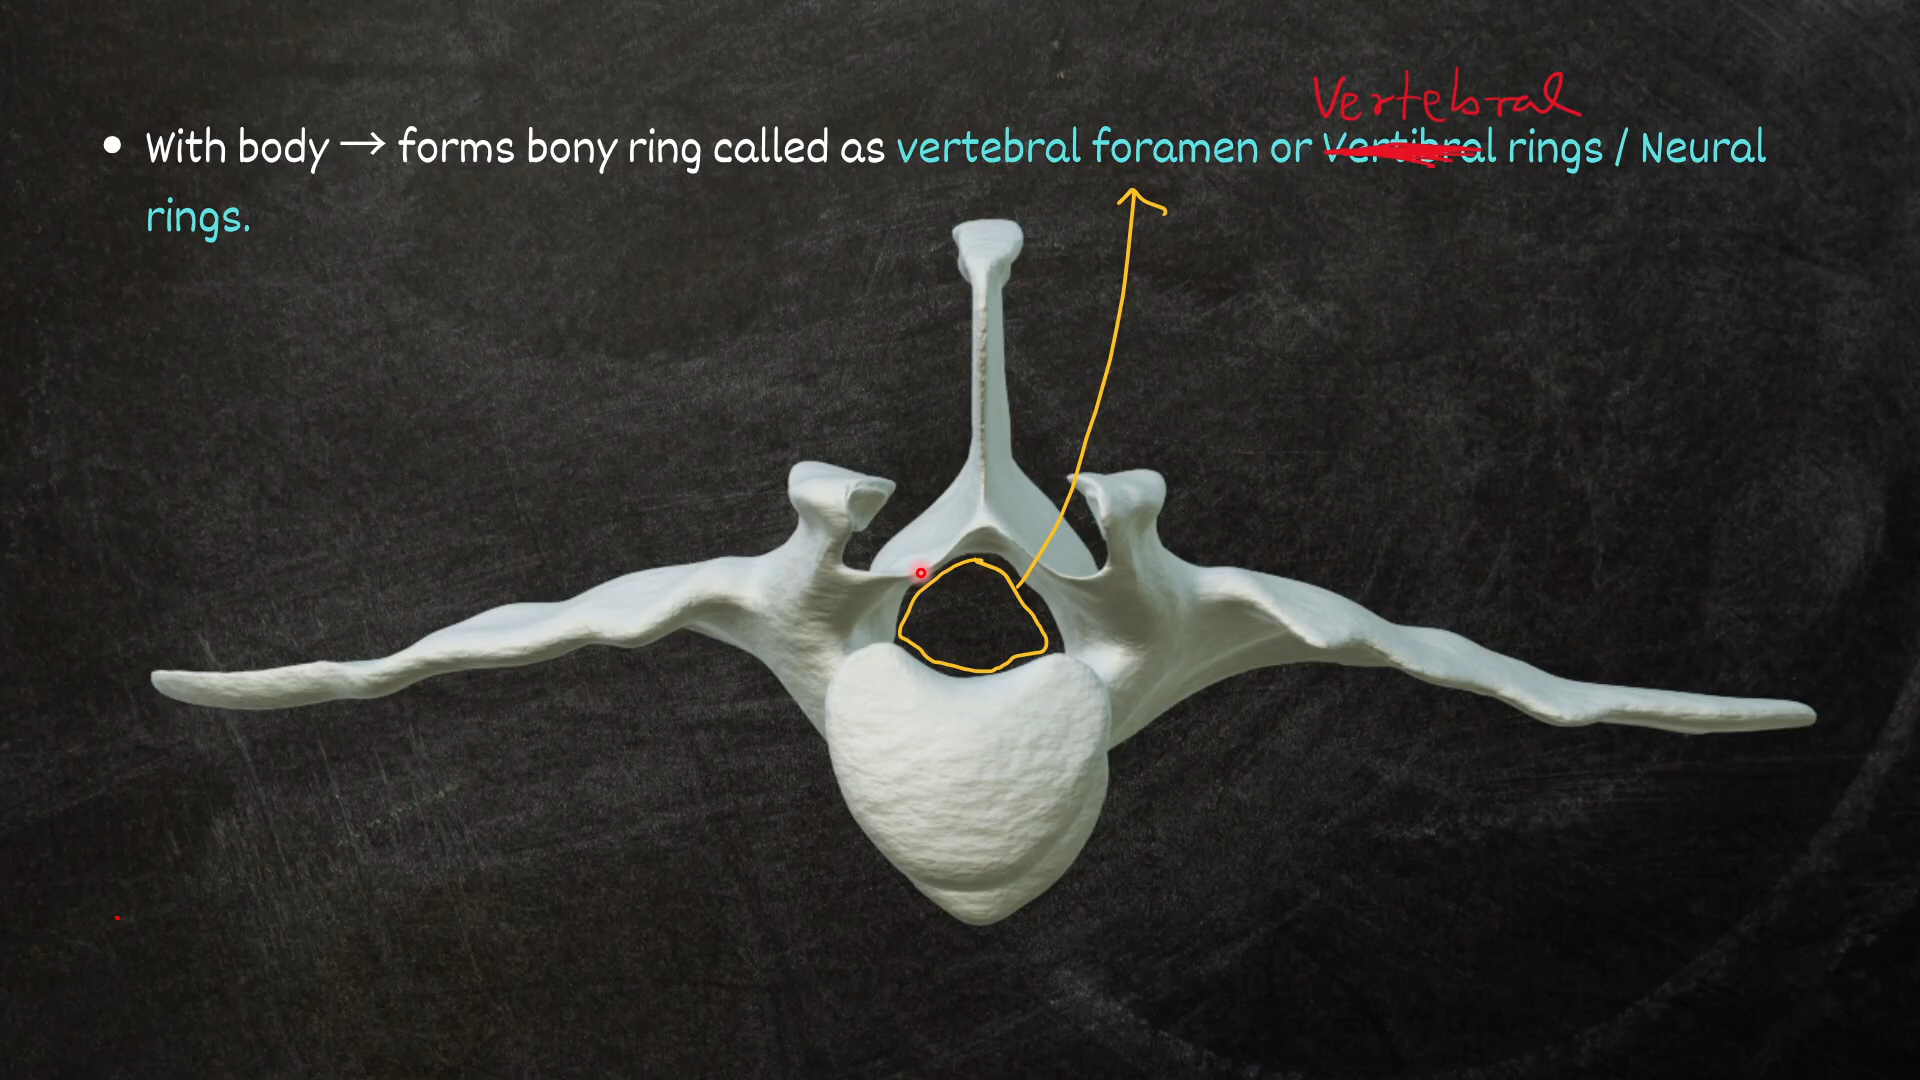 Vertebral
• With body → forms bony ring called as vertebral foramen or Vertibral rings / Neural
rings.